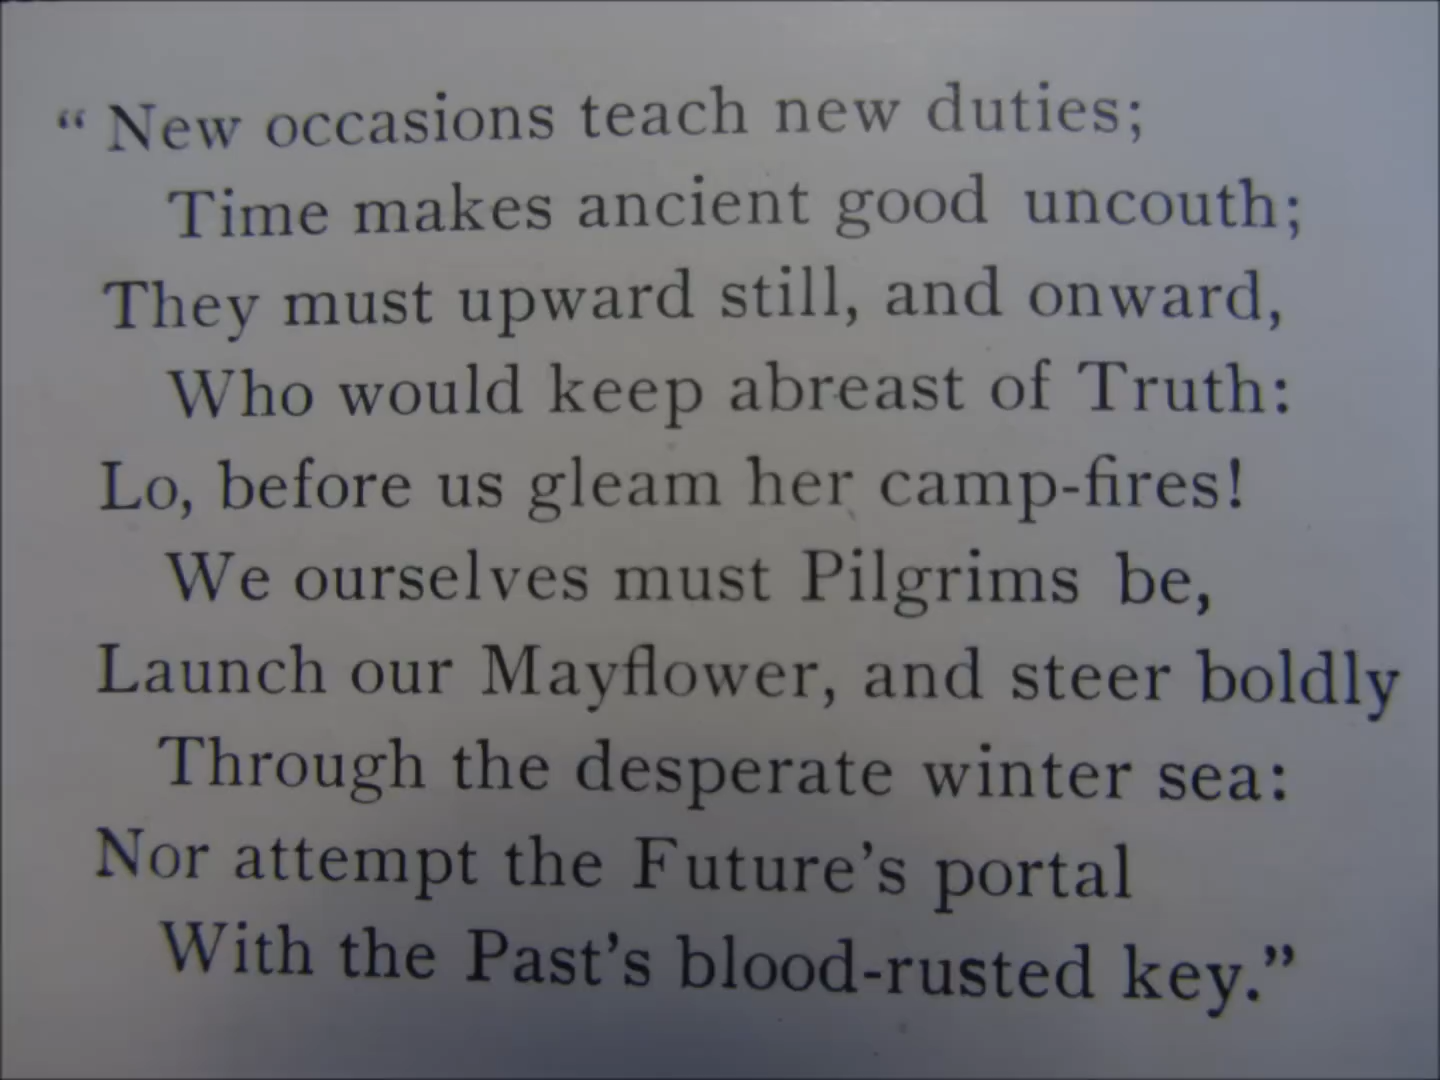 “ New occasions teach new duties;
Time makes ancient good uncouth;
They must upward still, and onward,
Who would keep abreast of Truth:
Lo, before us gleam her camp-fires!
We ourselves must Pilgrims be,
Launch our Mayflower, and steer boldly
Through the desperate winter sea:
Nor attempt the Future’s portal
With the Past’s blood-rusted key.”